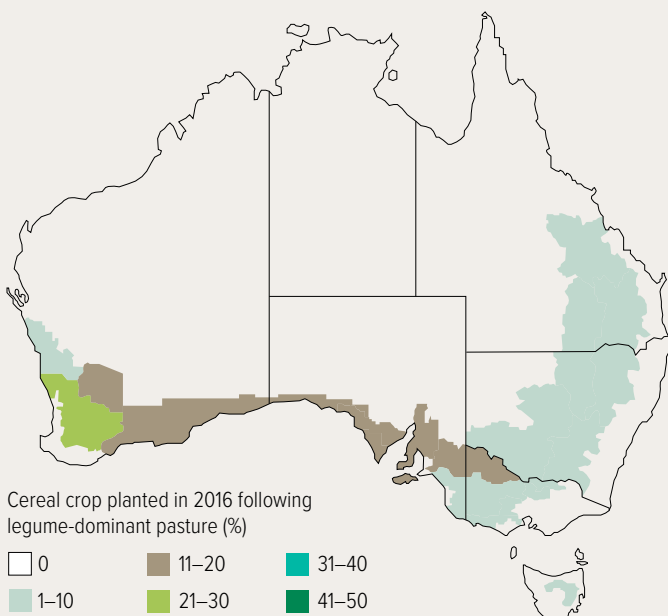 Cereal crop planted in 2016 following
legume-dominant pasture (%)
0 11–20 31–40
1–10 21–30 41–50